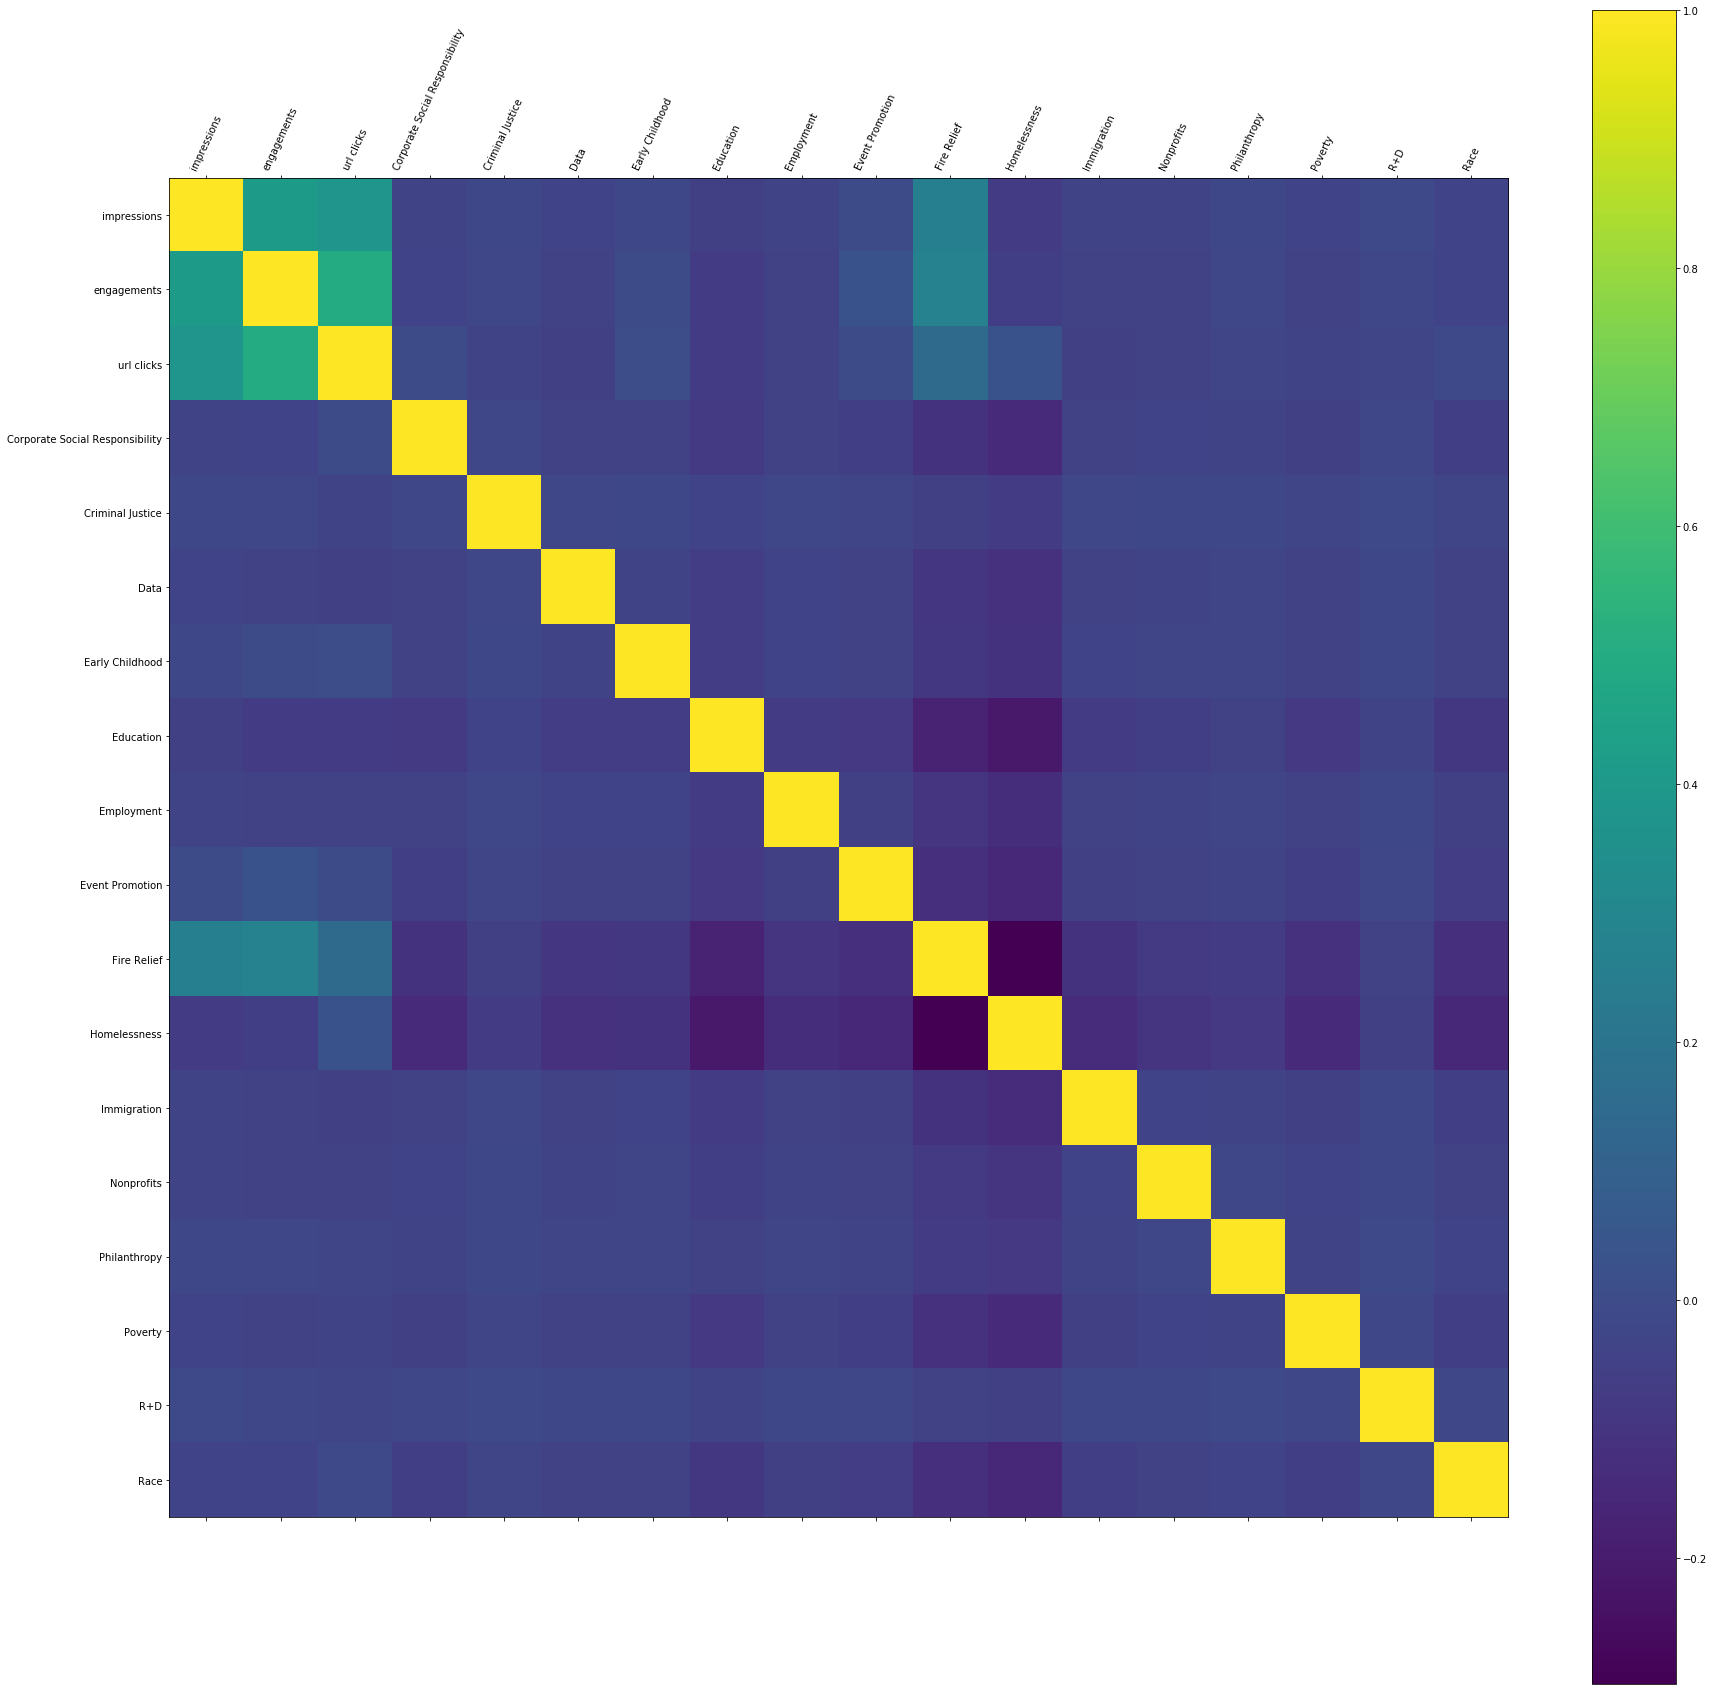 impressions
engagements
url clicks
Corporate Social Responsibility
Criminal Justice
Data
Early Childhood
Education
Employment
Event Promotion
Fire Relief
Homelessness
Immigration
Nonprofits
Philanthropy
Poverty
R+D
Race
impressions
engagements
url clicks
Corporate Social Responsibility
Criminal Justice
Data
Early Childhood
Education
Employment
Event Promotion
Fire Relief
Homelessness
Immigration
Nonprofits
Philanthropy
Poverty
R+D
Race
1.0
0.8
0.6
0.4
0.2
0.0
−0.2